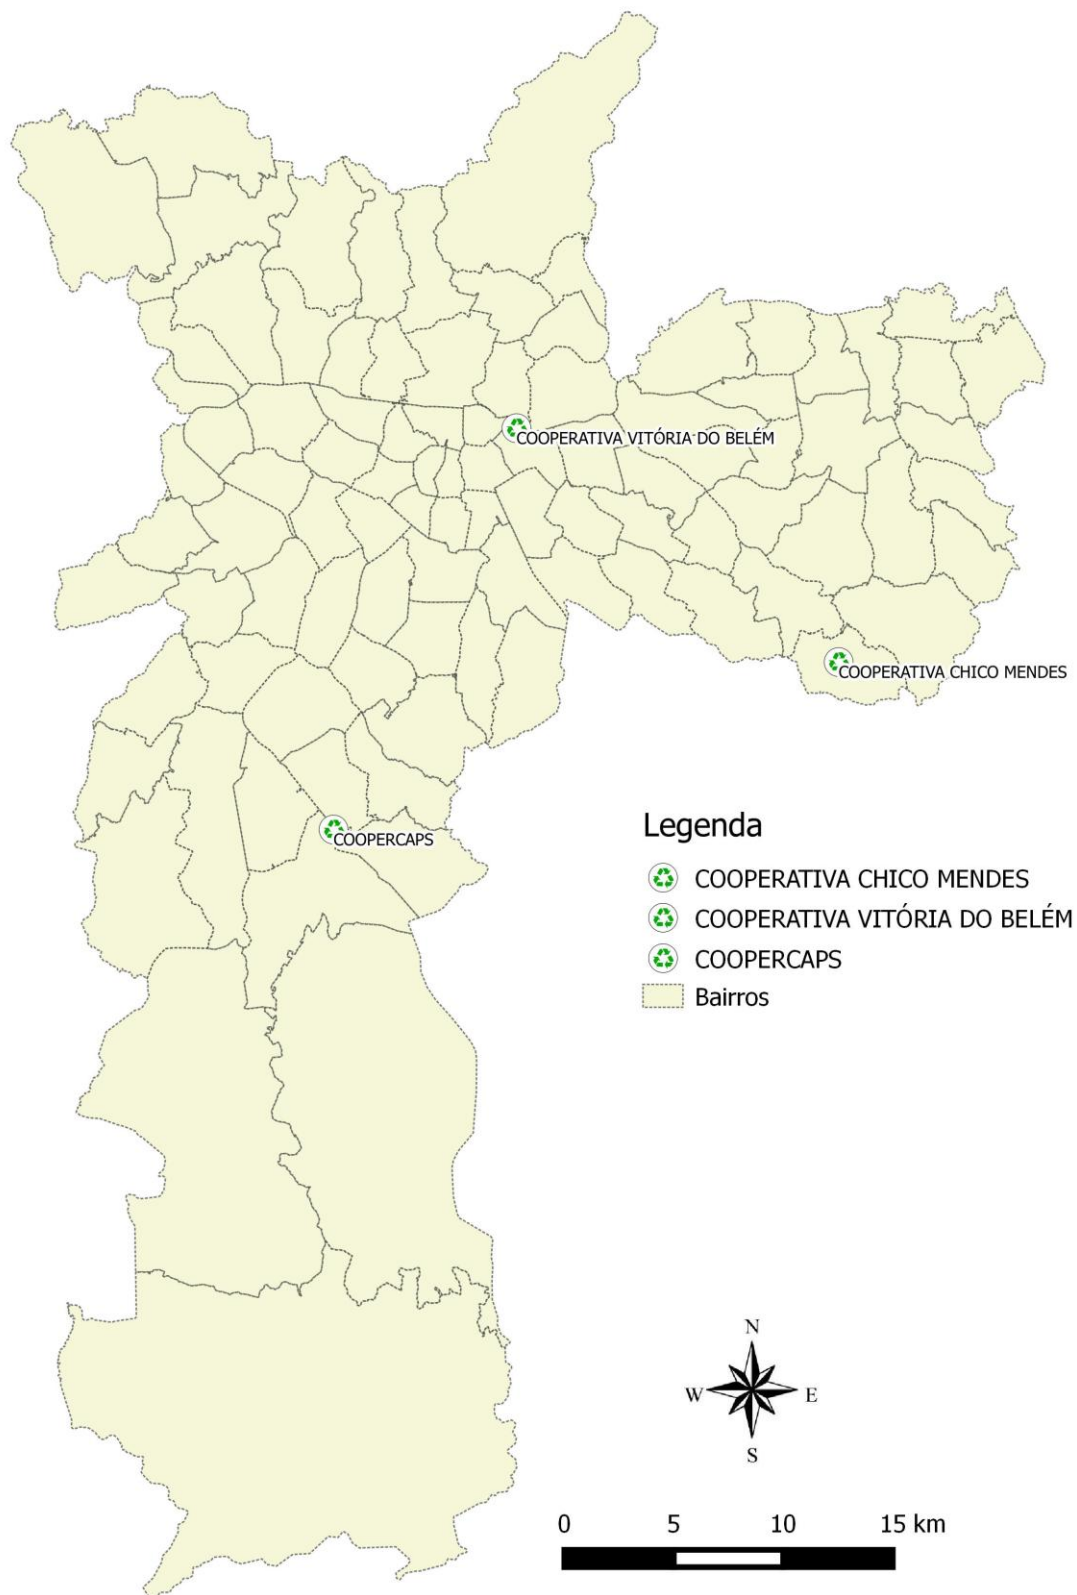 COOPERATIVA VITÓRIA DO BELÉM
COOPERATIVA CHICO MENDES
COOPERCAPS
Legenda
COOPERATIVA CHICO MENDES
COOPERATIVA VITÓRIA DO BELÉM
COOPERCAPS
Bairros
N
W E
S
0 5 10 15 km